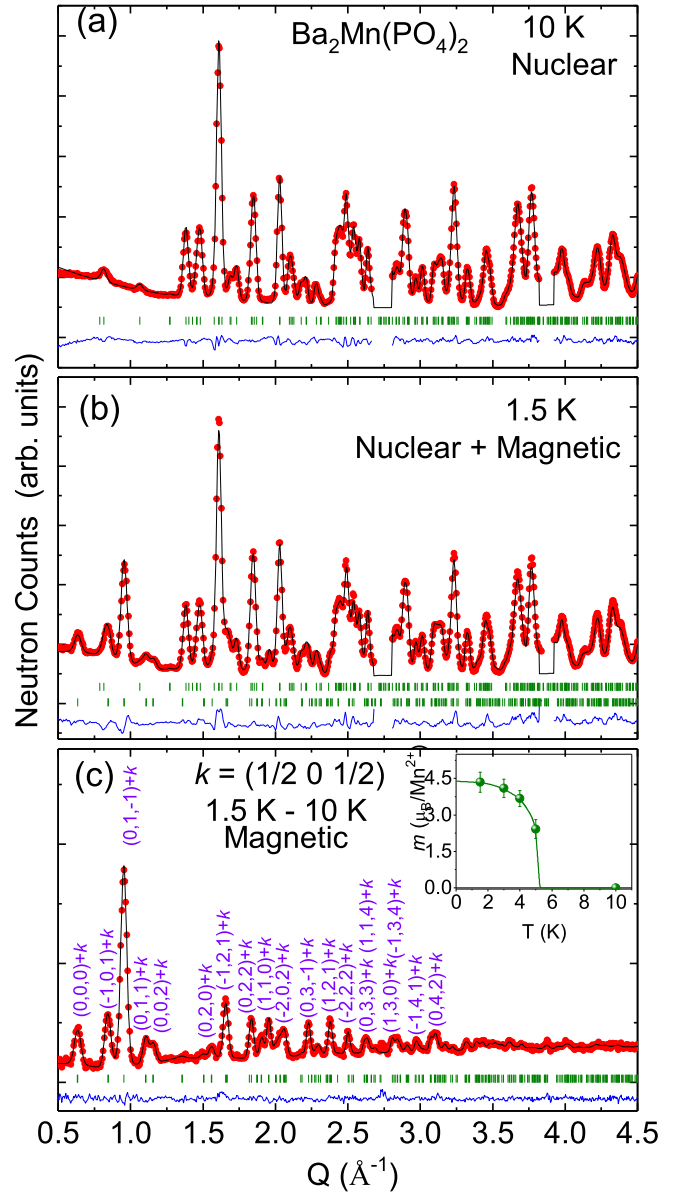 (a)
Ba₂Mn(PO₄)₂
10 K
Nuclear
(b)
1.5 K
Nuclear + Magnetic
Neutron Counts (arb. units)
(c)
k = (1/2 0 1/2)
1.5 K - 10 K
Magnetic
(0,0,0)+k
(-1,0,1)+k
(0,1,-1)+k
(0,1,1)+k
(0,0,2)+k
(0,2,0)+k
(-1,2,1)+k
(0,2,2)+k
(1,1,0)+k
(-2,0,2)+k
(0,3,-1)+k
(1,2,1)+k
(-2,2,2)+k
(0,3,3)+k (1,1,4)+k
(1,3,0)+k (-1,3,4)+k
(-1,4,1)+k
(0,4,2)+k
m (μB/Mn²⁺)
4.5
3.0
1.5
0.0
0 2 4 6 8 10
T (K)
0.5 1.0 1.5 2.0 2.5 3.0 3.5 4.0 4.5
Q (Å⁻¹)